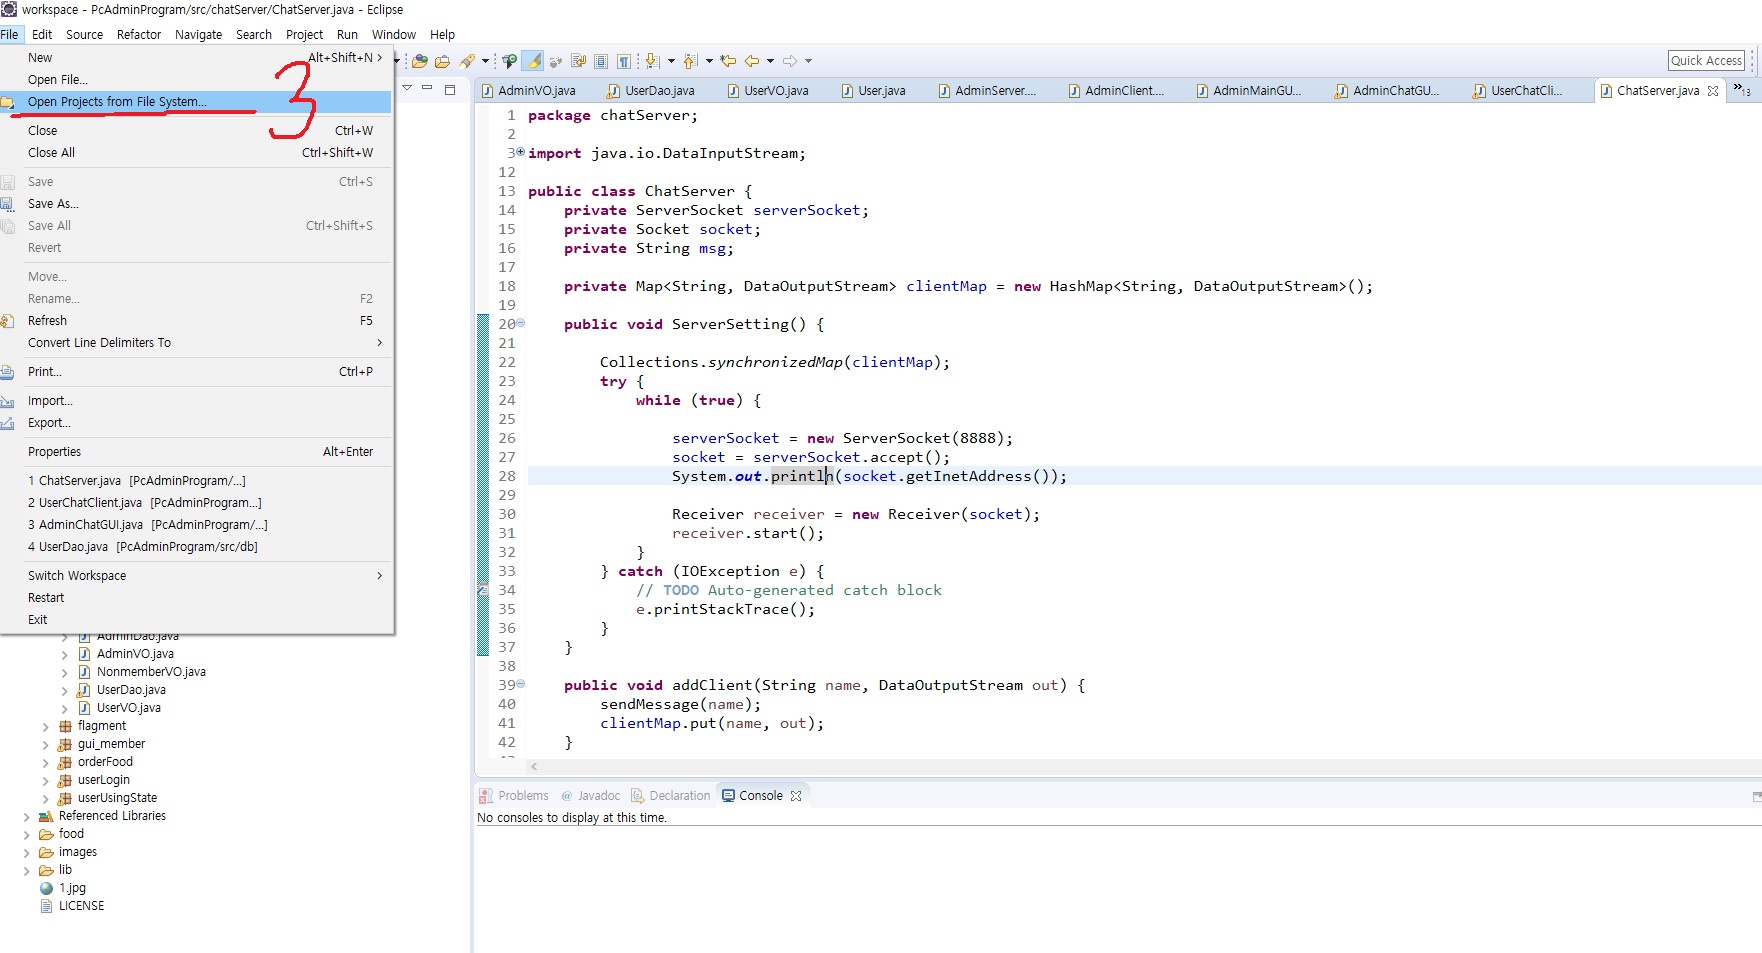 workspace - PcAdminProgram/src/chatServer/ChatServer.java - Eclipse
File Edit Source Refactor Navigate Search Project Run Window Help
New Alt+Shift+N
Open File...
Open Projects from File System...
3
Close Ctrl+W
Close All Ctrl+Shift+W
Save Ctrl+S
Save As...
Save All Ctrl+Shift+S
Revert
Move...
Rename... F2
Refresh F5
Convert Line Delimiters To
Print... Ctrl+P
Import...
Export...
Properties Alt+Enter
1 ChatServer.java [PcAdminProgram/...]
2 UserChatClient.java [PcAdminProgram...]
3 AdminChatGUI.java [PcAdminProgram/...]
4 UserDao.java [PcAdminProgram/src/db]
Switch Workspace
Restart
Exit
AdminDao.java
AdminVO.java
NonmemberVO.java
UserDao.java
UserVO.java
flagment
gui_member
orderFood
userLogin
userUsingState
Referenced Libraries
food
images
lib
1.jpg
LICENSE
Quick Access
AdminVO.java UserDao.java UserVO.java User.java AdminServer.... AdminClient.... AdminMainGU... AdminChatGU... UserChatCli... ChatServer.java »13
1 package chatServer;
2
3 import java.io.DataInputStream;
12
13 public class ChatServer {
14 private ServerSocket serverSocket;
15 private Socket socket;
16 private String msg;
17
18 private Map<String, DataOutputStream> clientMap = new HashMap<String, DataOutputStream>();
19
20 public void ServerSetting() {
21
22 Collections.synchronizedMap(clientMap);
23 try {
24 while (true) {
25
26 serverSocket = new ServerSocket(8888);
27 socket = serverSocket.accept();
28 System.out.println(socket.getInetAddress());
29
30 Receiver receiver = new Receiver(socket);
31 receiver.start();
32 }
33 } catch (IOException e) {
34 // TODO Auto-generated catch block
35 e.printStackTrace();
36 }
37 }
38
39 public void addClient(String name, DataOutputStream out) {
40 sendMessage(name);
41 clientMap.put(name, out);
42 }
Problems @ Javadoc Declaration Console
No consoles to display at this time.